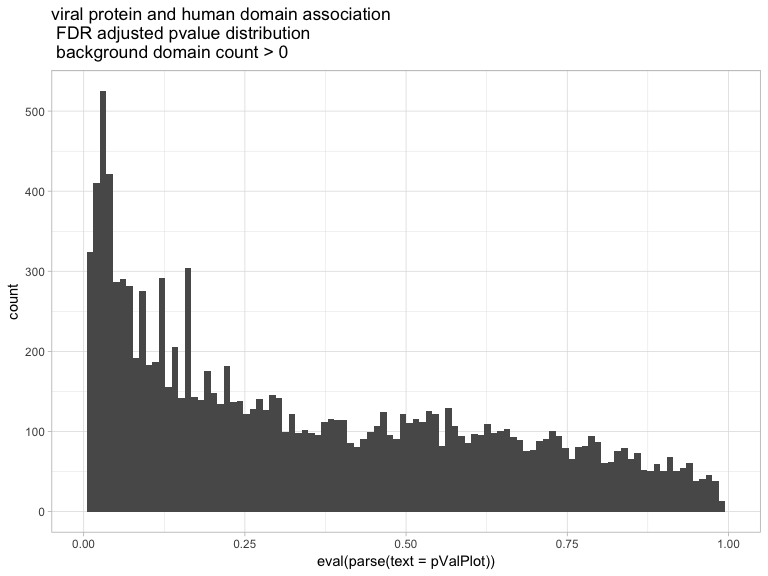 viral protein and human domain association
FDR adjusted pvalue distribution
background domain count > 0
500
400
300
200
100
0
count
0.00 0.25 0.50 0.75 1.00
eval(parse(text = pValPlot))